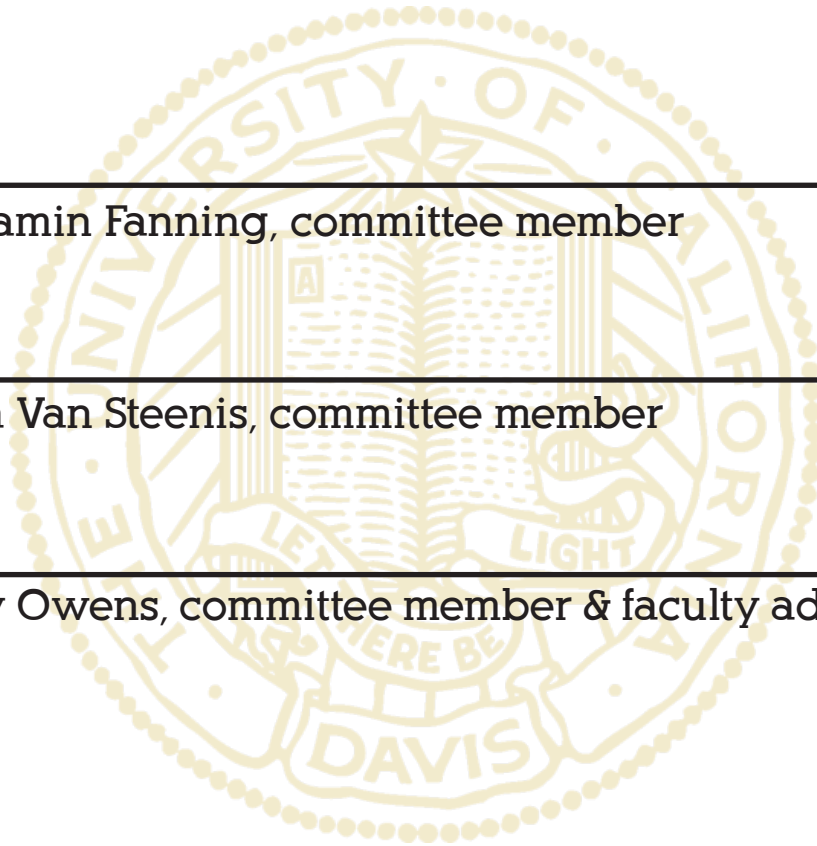 amin Fanning, committee member
Van Steenis, committee member
Owens, committee member & faculty ad
THE · UNIVERSITY · OF · CALIFORNIA ·
A
LET THERE BE LIGHT
DAVIS